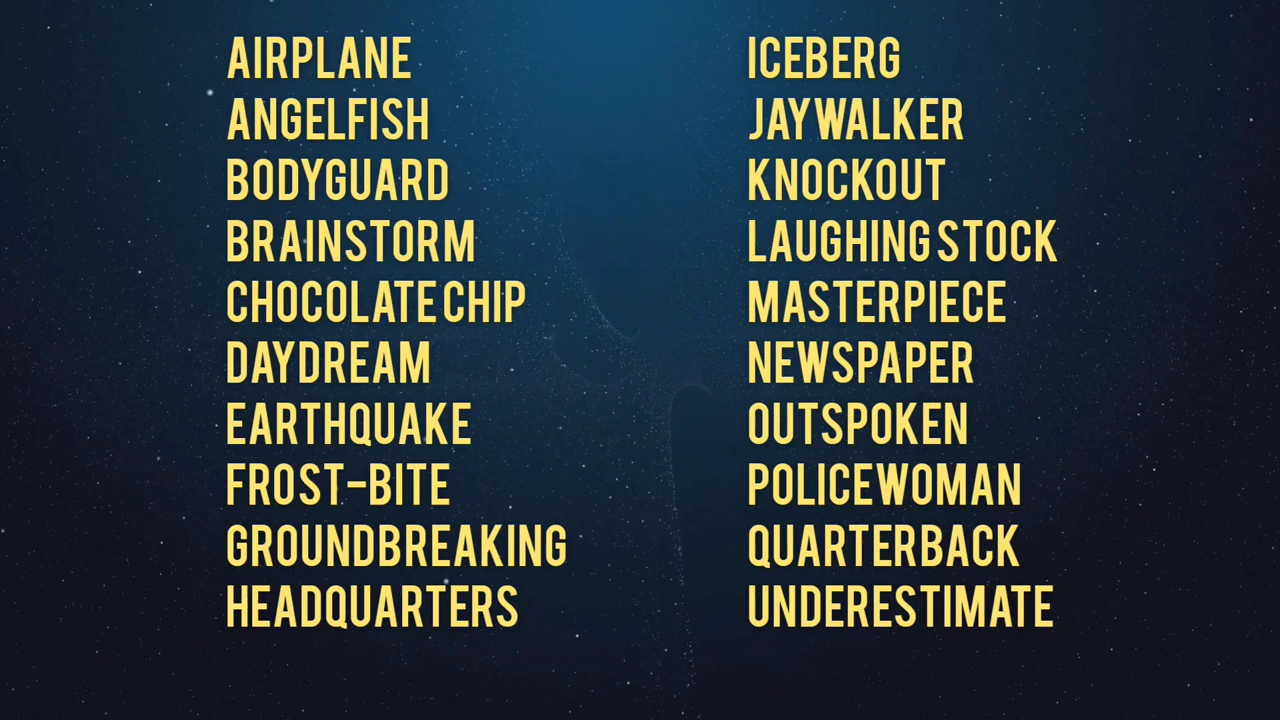 AIRPLANE
ANGELFISH
BODYGUARD
BRAINSTORM
CHOCOLATE CHIP
DAYDREAM
EARTHQUAKE
FROST-BITE
GROUNDBREAKING
HEADQUARTERS
ICEBERG
JAYWALKER
KNOCKOUT
LAUGHING STOCK
MASTERPIECE
NEWSPAPER
OUTSPOKEN
POLICEWOMAN
QUARTERBACK
UNDERESTIMATE